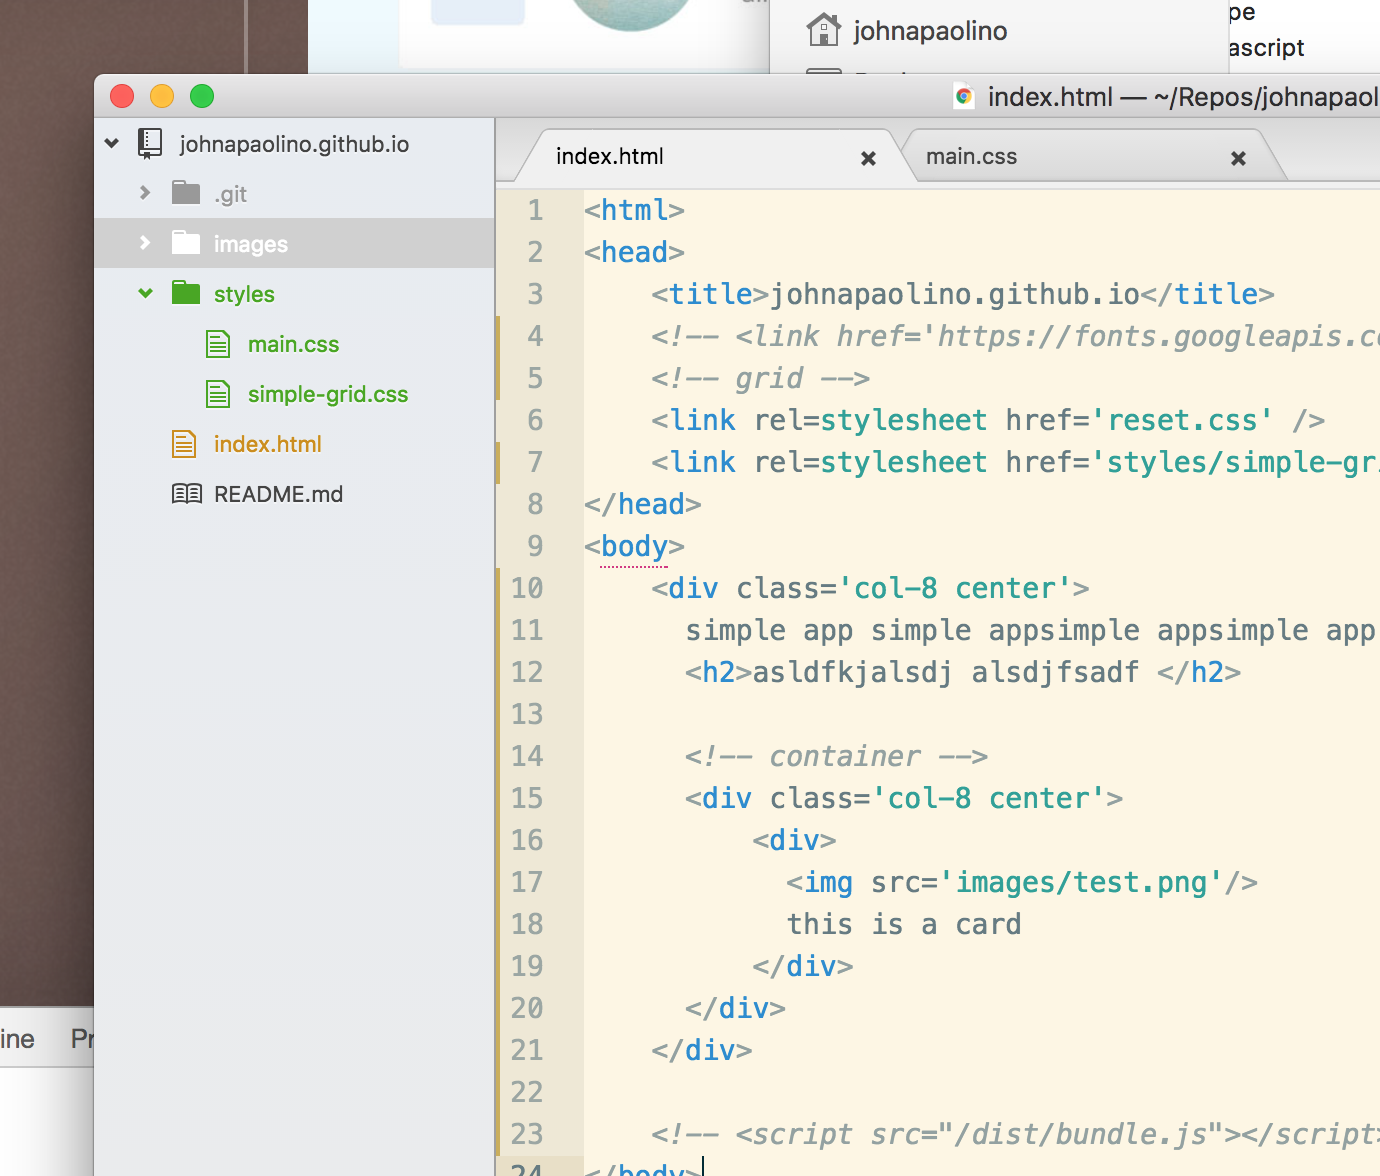 johnapaolino
pe
ascript
index.html — ~/Repos/johnapaol
johnapaolino.github.io
.git
images
styles
main.css
simple-grid.css
index.html
README.md
index.html
main.css
1 <html>
2 <head>
3 <title>johnapaolino.github.io</title>
4 <!-- <link href='https://fonts.googleapis.co
5 <!-- grid -->
6 <link rel=stylesheet href='reset.css' />
7 <link rel=stylesheet href='styles/simple-gri
8 </head>
9 <body>
10 <div class='col-8 center'>
11 simple app simple appsimple appsimple app
12 <h2>asldfkjalsdj alsdjfsadf </h2>
13
14 <!-- container -->
15 <div class='col-8 center'>
16 <div>
17 <img src='images/test.png'/>
18 this is a card
19 </div>
20 </div>
21 </div>
22
23 <!-- <script src="/dist/bundle.js"></script>
24 </body>
ine Pr